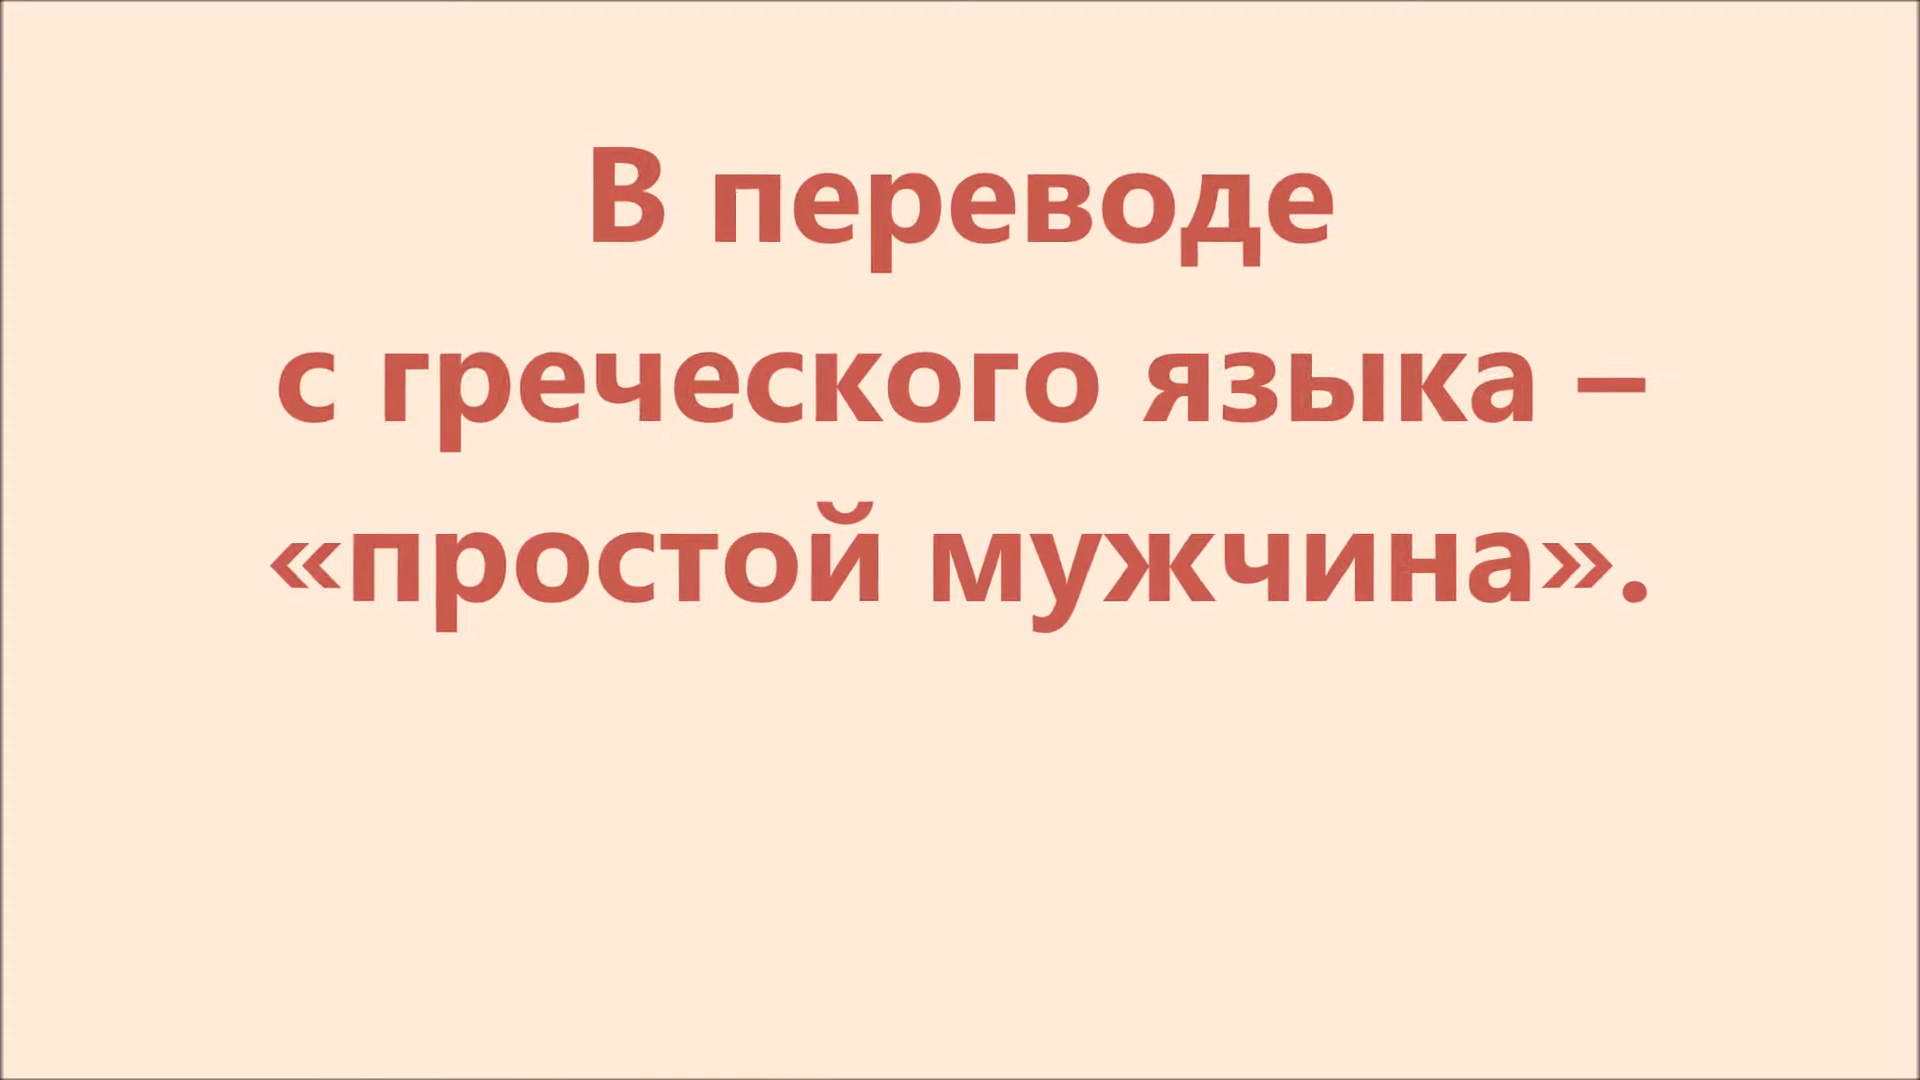 В переводе
с греческого языка –
«простой мужчина».